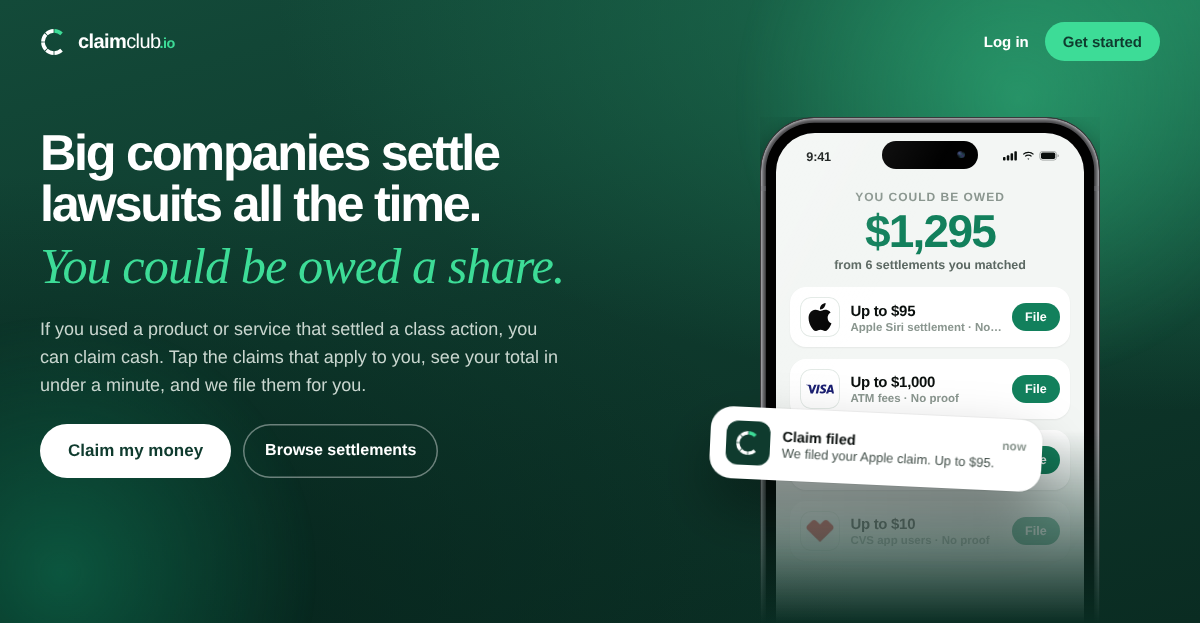 claimclub.io
Log in
Get started
Big companies settle
lawsuits all the time.
You could be owed a share.
If you used a product or service that settled a class action, you
can claim cash. Tap the claims that apply to you, see your total in
under a minute, and we file them for you.
Claim my money
Browse settlements
9:41
YOU COULD BE OWED
$1,295
from 6 settlements you matched
Up to $95
Apple Siri settlement · No…
File
VISA
Up to $1,000
ATM fees · No proof
File
Claim filed
We filed your Apple claim. Up to $95.
now
Up to $10
CVS app users · No proof
File